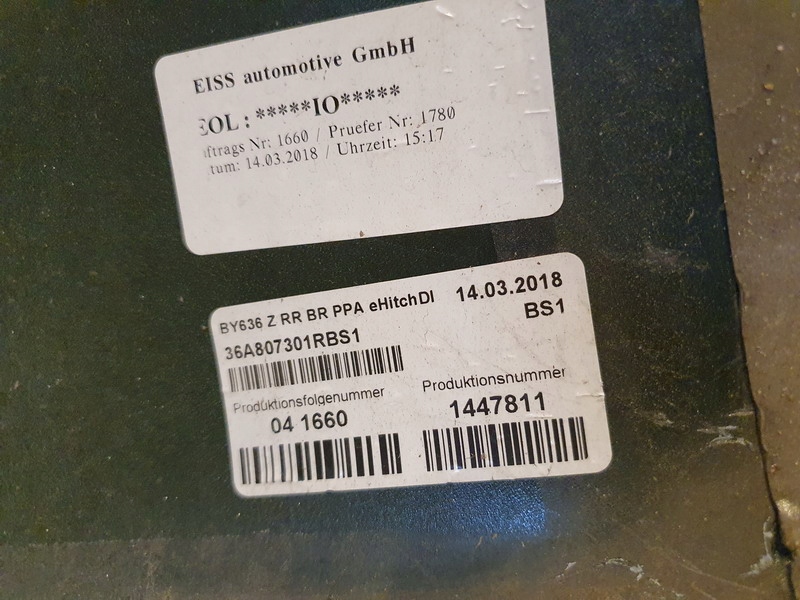 EISS automotive GmbH
EOL : *****IO*****
ftrags Nr: 1660 / Pruefer Nr: 1780
tum: 14.03.2018 / Uhrzeit: 15:17
BY636 Z RR BR PPA eHitchDI 14.03.2018
36A807301RBS1 BS1
Produktionsfolgenummer Produktionsnummer
04 1660 1447811